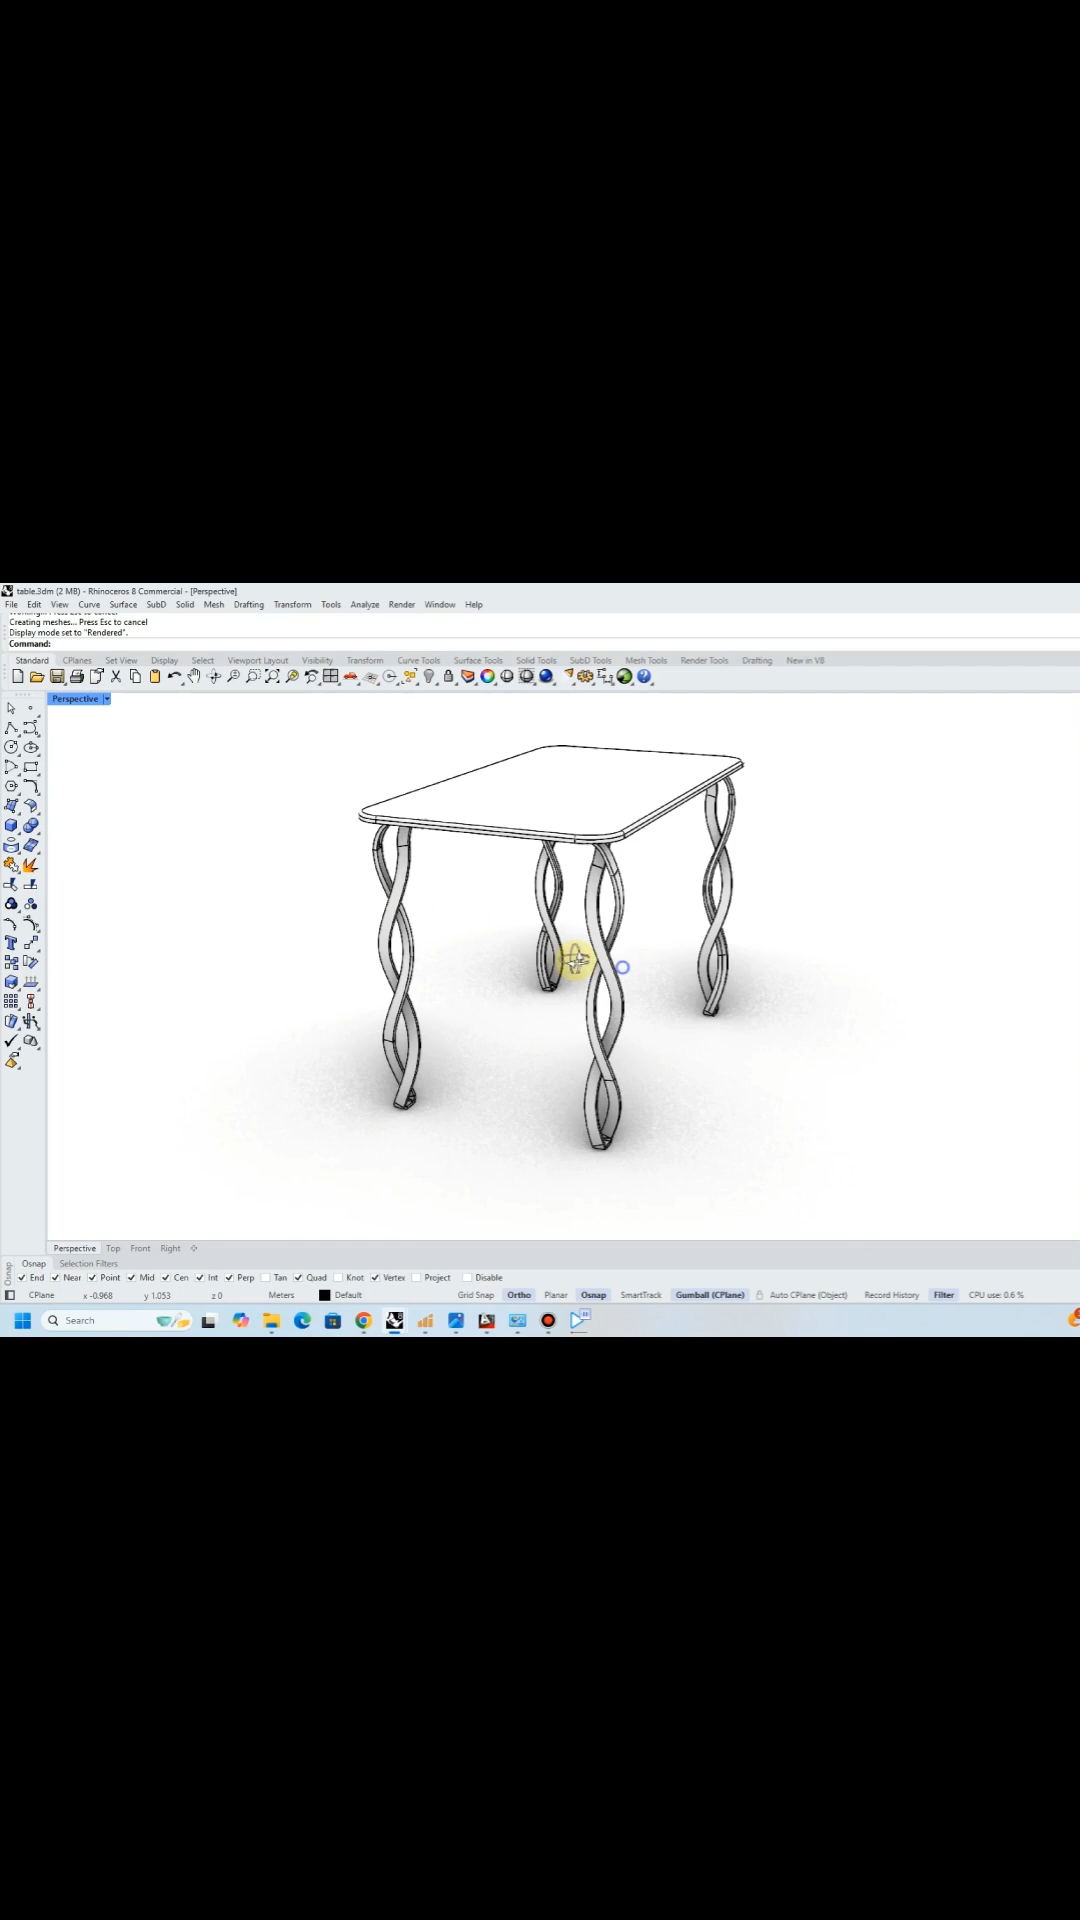 table.3dm (2 MB) - Rhinoceros 8 Commercial - [Perspective]
File Edit View Curve Surface SubD Solid Mesh Drafting Transform Tools Analyze Render Window Help
Creating meshes... Press Esc to cancel
Display mode set to "Rendered".
Command:
Standard CPlanes Set View Display Select Viewport Layout Visibility Transform Curve Tools Surface Tools Solid Tools SubD Tools Mesh Tools Render Tools Drafting New in V8
Perspective
Perspective Top Front Right
Osnap Selection Filters
Osnap
End Near Point Mid Cen Int Perp Tan Quad Knot Vertex Project Disable
CPlane x -0.968 y 1.053 z 0 Meters Default Grid Snap Ortho Planar Osnap SmartTrack Gumball (CPlane) Auto CPlane (Object) Record History Filter CPU use: 0.6 %
Search